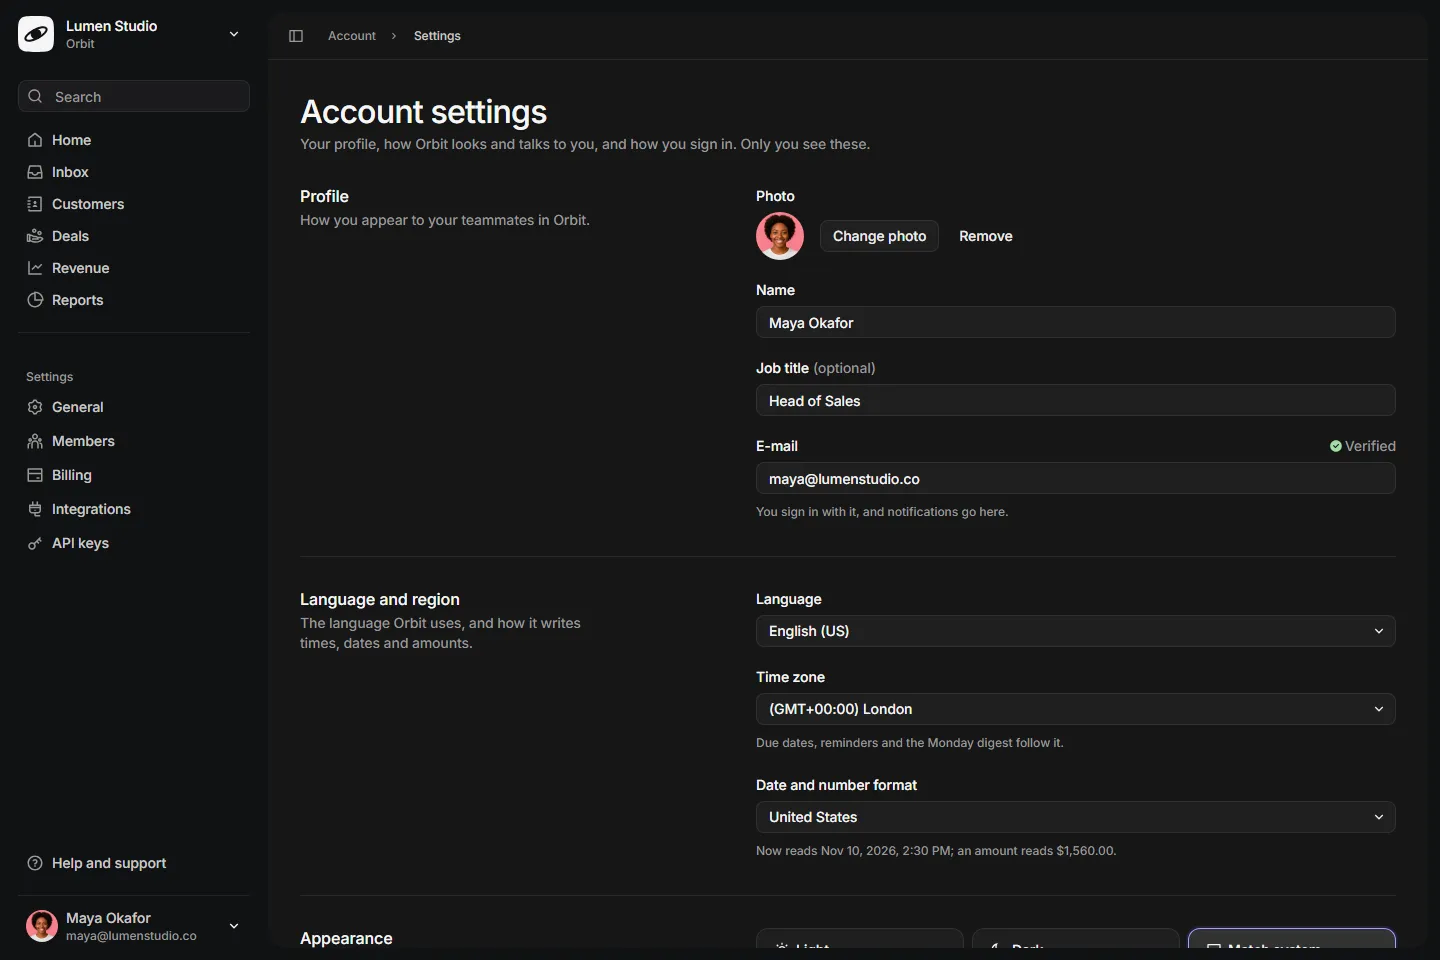 Lumen Studio
Orbit
Search
Home
Inbox
Customers
Deals
Revenue
Reports
Settings
General
Members
Billing
Integrations
API keys
Help and support
Maya Okafor
maya@lumenstudio.co
Account
Settings
Account settings
Your profile, how Orbit looks and talks to you, and how you sign in. Only you see these.
Profile
How you appear to your teammates in Orbit.
Photo
Change photo
Remove
Name
Maya Okafor
Job title (optional)
Head of Sales
E-mail
Verified
maya@lumenstudio.co
You sign in with it, and notifications go here.
Language and region
The language Orbit uses, and how it writes
times, dates and amounts.
Language
English (US)
Time zone
(GMT+00:00) London
Due dates, reminders and the Monday digest follow it.
Date and number format
United States
Now reads Nov 10, 2026, 2:30 PM; an amount reads $1,560.00.
Appearance
Light
Dark
Match system